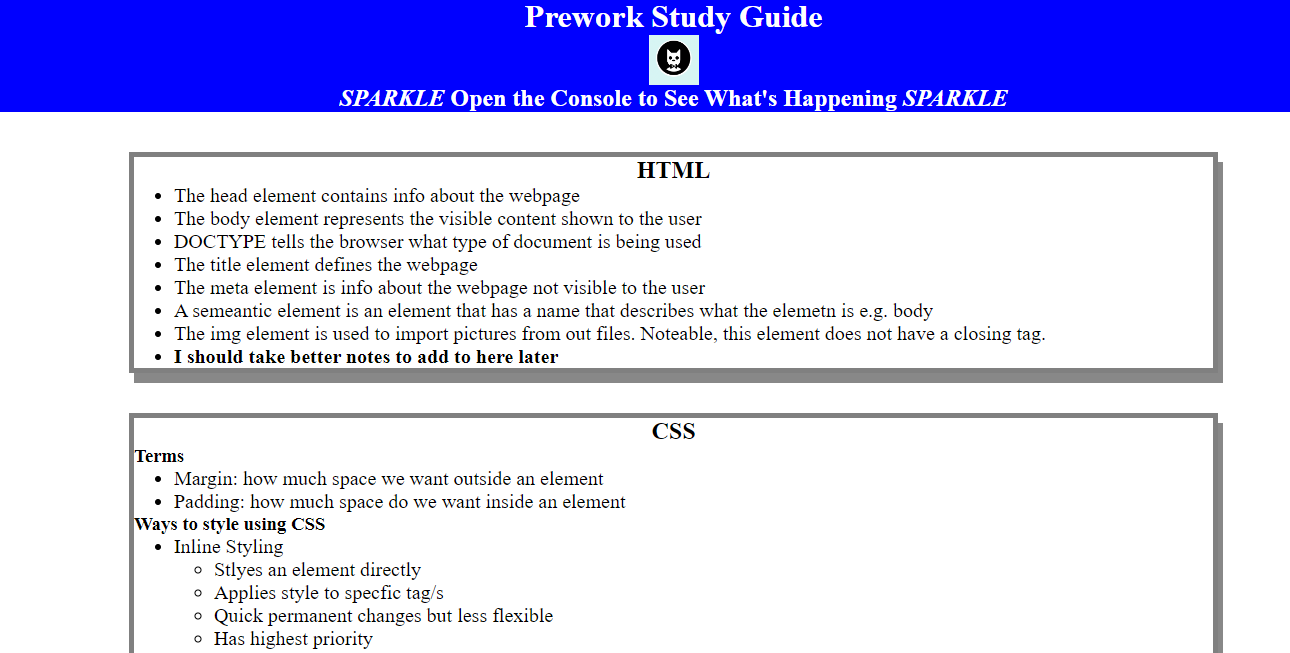 Prework Study Guide
SPARKLE Open the Console to See What's Happening SPARKLE
HTML
The head element contains info about the webpage
The body element represents the visible content shown to the user
DOCTYPE tells the browser what type of document is being used
The title element defines the webpage
The meta element is info about the webpage not visible to the user
A semeantic element is an element that has a name that describes what the elemetn is e.g. body
The img element is used to import pictures from out files. Noteable, this element does not have a closing tag.
I should take better notes to add to here later
CSS
Terms
Margin: how much space we want outside an element
Padding: how much space do we want inside an element
Ways to style using CSS
Inline Styling
Stlyes an element directly
Applies style to specfic tag/s
Quick permanent changes but less flexible
Has highest priority